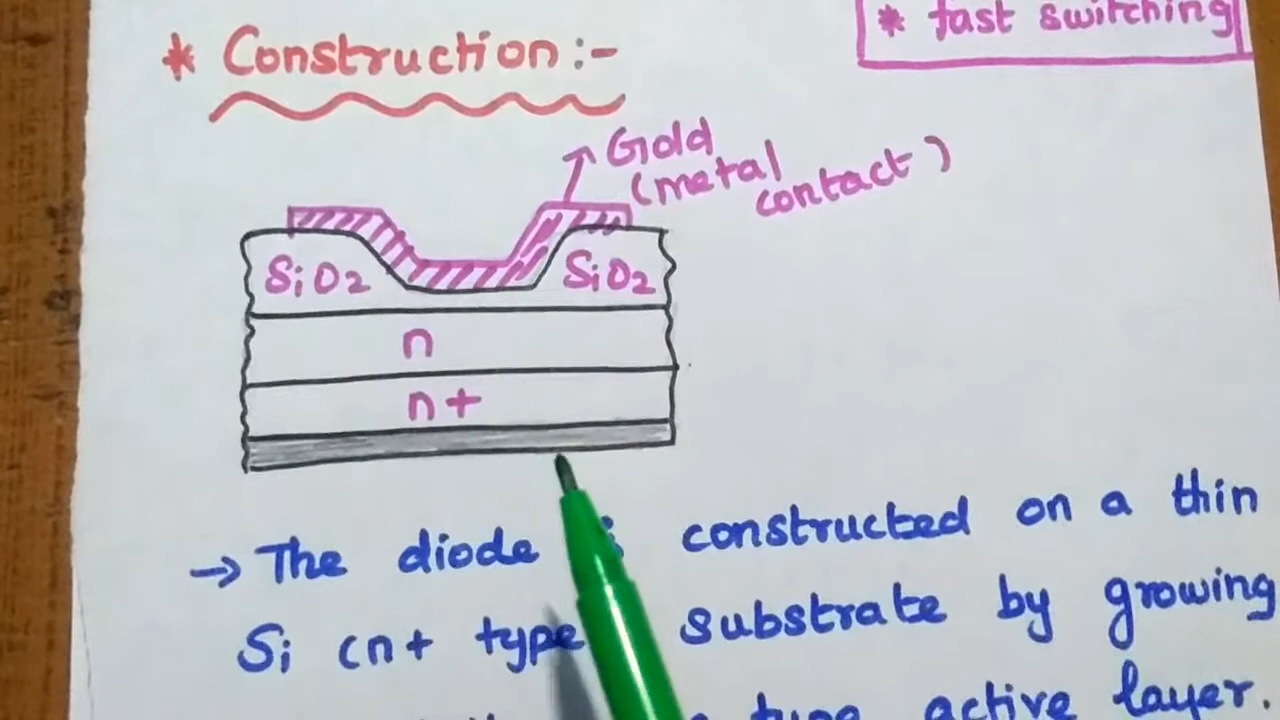 * fast switching
* Construction :-
Gold
(metal
contact)
SiO2
SiO2
n
n+
→ The diode constructed on a thin
Si (n+ type substrate by growing
type active layer.